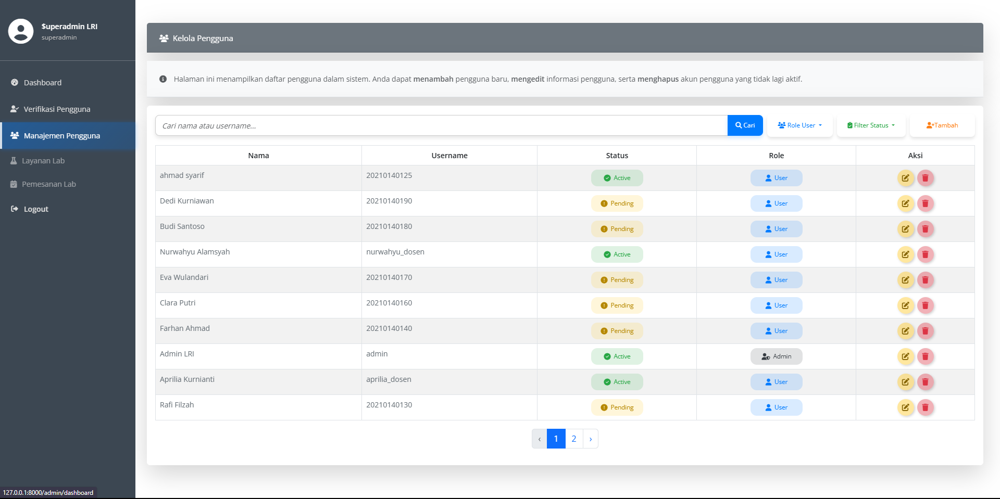 $uperadmin LRI
superadmin
Dashboard
Verifikasi Pengguna
Manajemen Pengguna
Layanan Lab
Pemesanan Lab
Logout
Kelola Pengguna
Halaman ini menampilkan daftar pengguna dalam sistem. Anda dapat menambah pengguna baru, mengedit informasi pengguna, serta menghapus akun pengguna yang tidak lagi aktif.
Cari nama atau username... Cari Role User Filter Status Tambah
Nama Username Status Role Aksi
ahmad syarif 20210140125 Active User
Dedi Kurniawan 20210140190 Pending User
Budi Santoso 20210140180 Pending User
Nurwahyu Alamsyah nurwahyu_dosen Active User
Eva Wulandari 20210140170 Pending User
Clara Putri 20210140160 Pending User
Farhan Ahmad 20210140140 Pending User
Admin LRI admin Active Admin
Aprilia Kurnianti aprilia_dosen Active User
Rafi Filzah 20210140130 Pending User
‹ 1 2 ›
127.0.0.1:8000/admin/dashboard